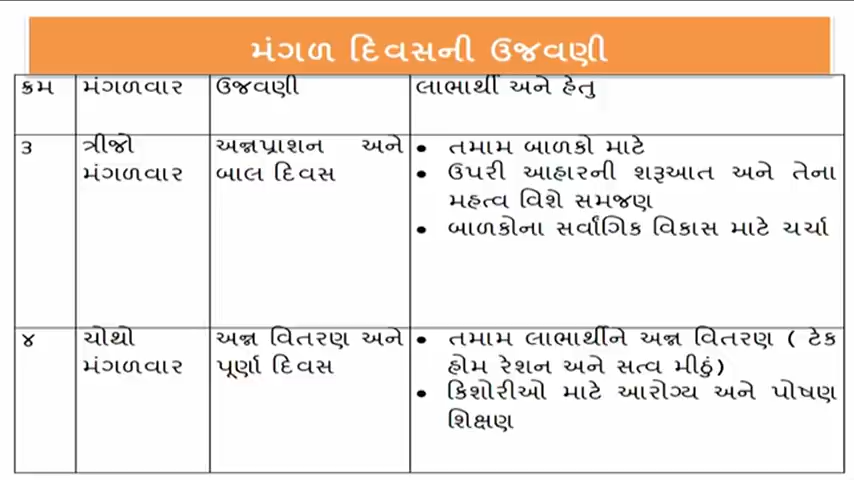 મંગળ દિવસની ઉજવણી
ક્રમ મંગળવાર ઉજવણી લાભાર્થી અને હેતુ
૩ ત્રીજો મંગળવાર અન્નપ્રાશન અને બાલ દિવસ
• તમામ બાળકો માટે
• ઉપરી આહારની શરૂઆત અને તેના
મહત્વ વિશે સમજણ
• બાળકોના સર્વાંગિક વિકાસ માટે ચર્ચા
૪ ચોથો મંગળવાર અન્ન વિતરણ અને પૂર્ણા દિવસ
• તમામ લાભાર્થીને અન્ન વિતરણ ( ટેક
હોમ રેશન અને સત્વ મીઠું)
• કિશોરીઓ માટે આરોગ્ય અને પોષણ
શિક્ષણ